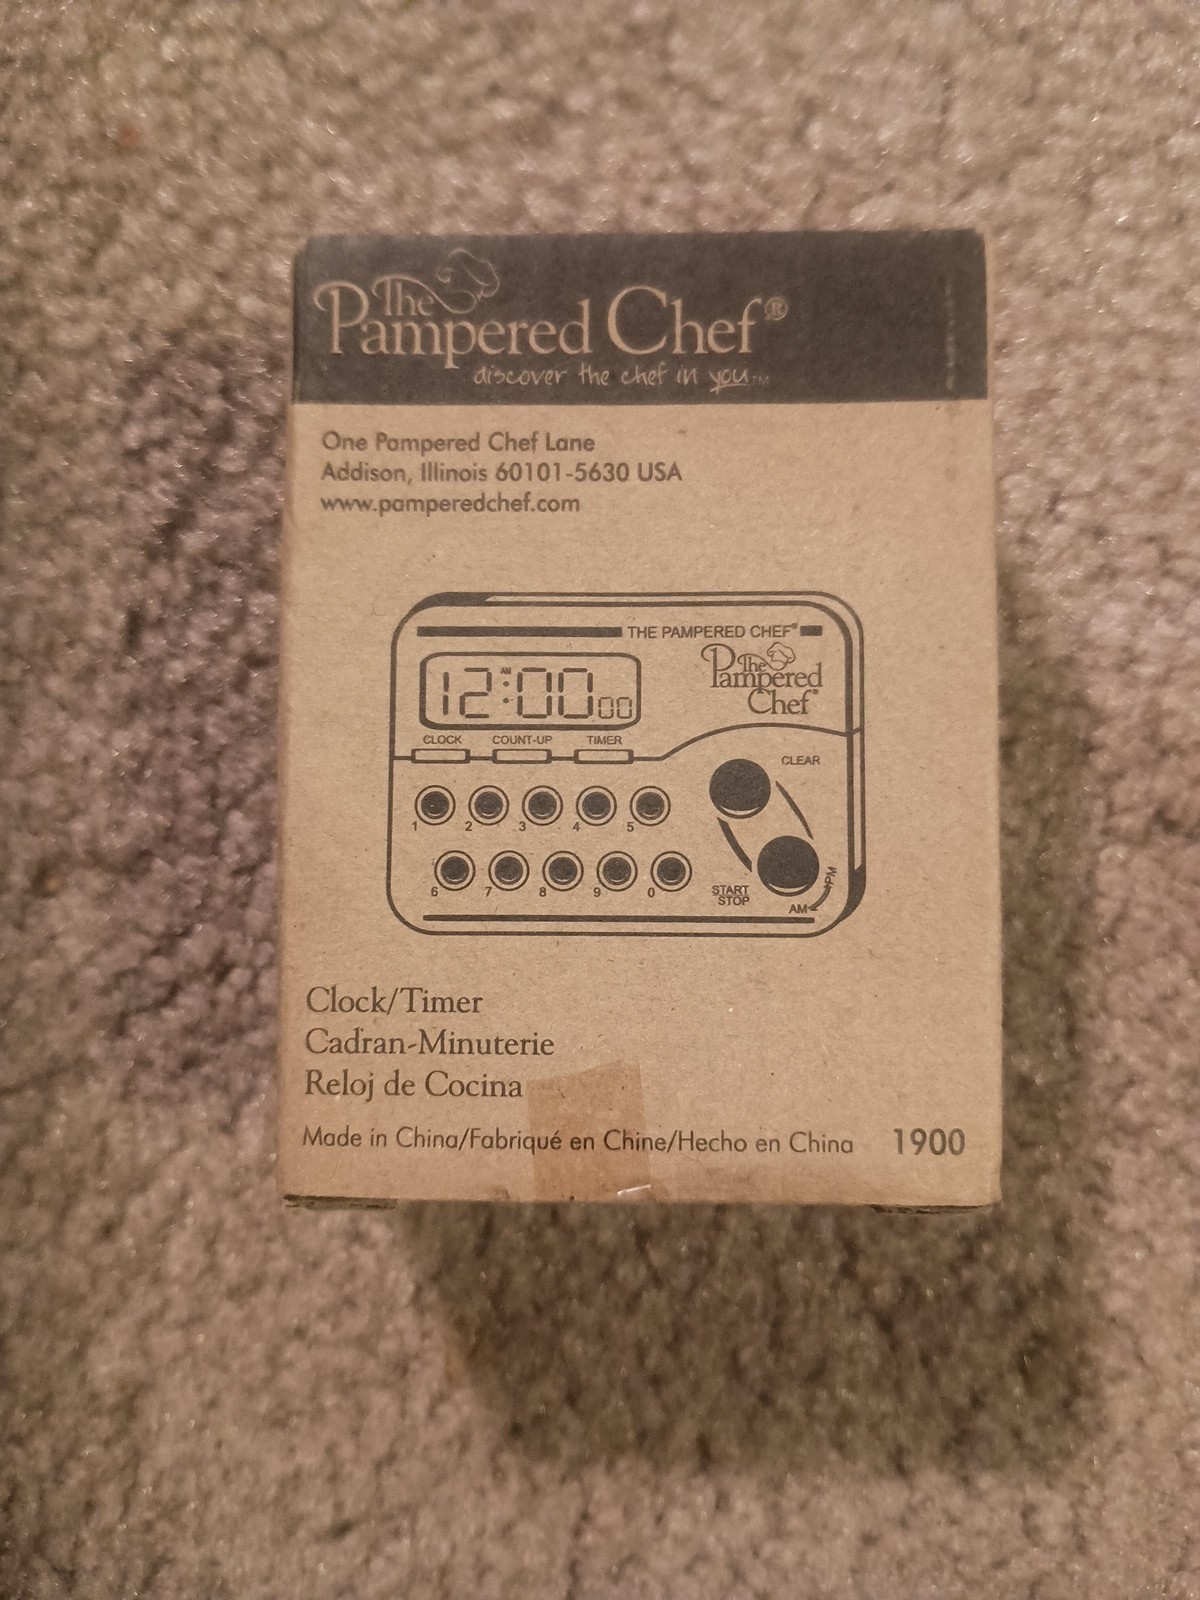 The
Pampered Chef®
discover the chef in you™
One Pampered Chef Lane
Addison, Illinois 60101-5630 USA
www.pamperedchef.com
THE PAMPERED CHEF®
The
Pampered
Chef®
AM
12:00 00
CLOCK COUNT-UP TIMER
CLEAR
1 2 3 4 5
6 7 8 9 0
START
STOP
AM PM
Clock/Timer
Cadran-Minuterie
Reloj de Cocina
Made in China/Fabriqué en Chine/Hecho en China 1900